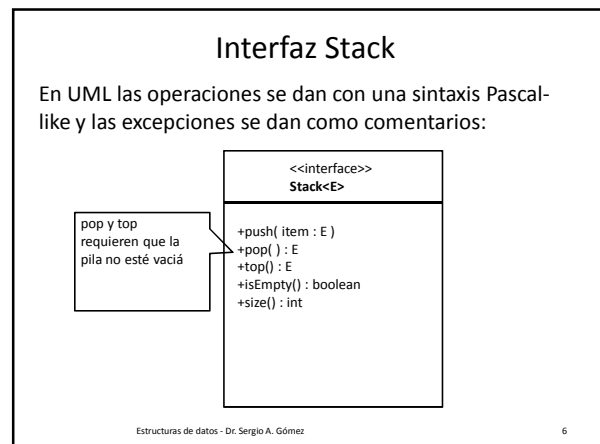 Interfaz Stack
En UML las operaciones se dan con una sintaxis Pascal-
like y las excepciones se dan como comentarios:
<<interface>>
Stack<E>
pop y top
requieren que la
pila no esté vaciá
+push( item : E )
+pop( ) : E
+top() : E
+isEmpty() : boolean
+size() : int
Estructuras de datos - Dr. Sergio A. Gómez
6